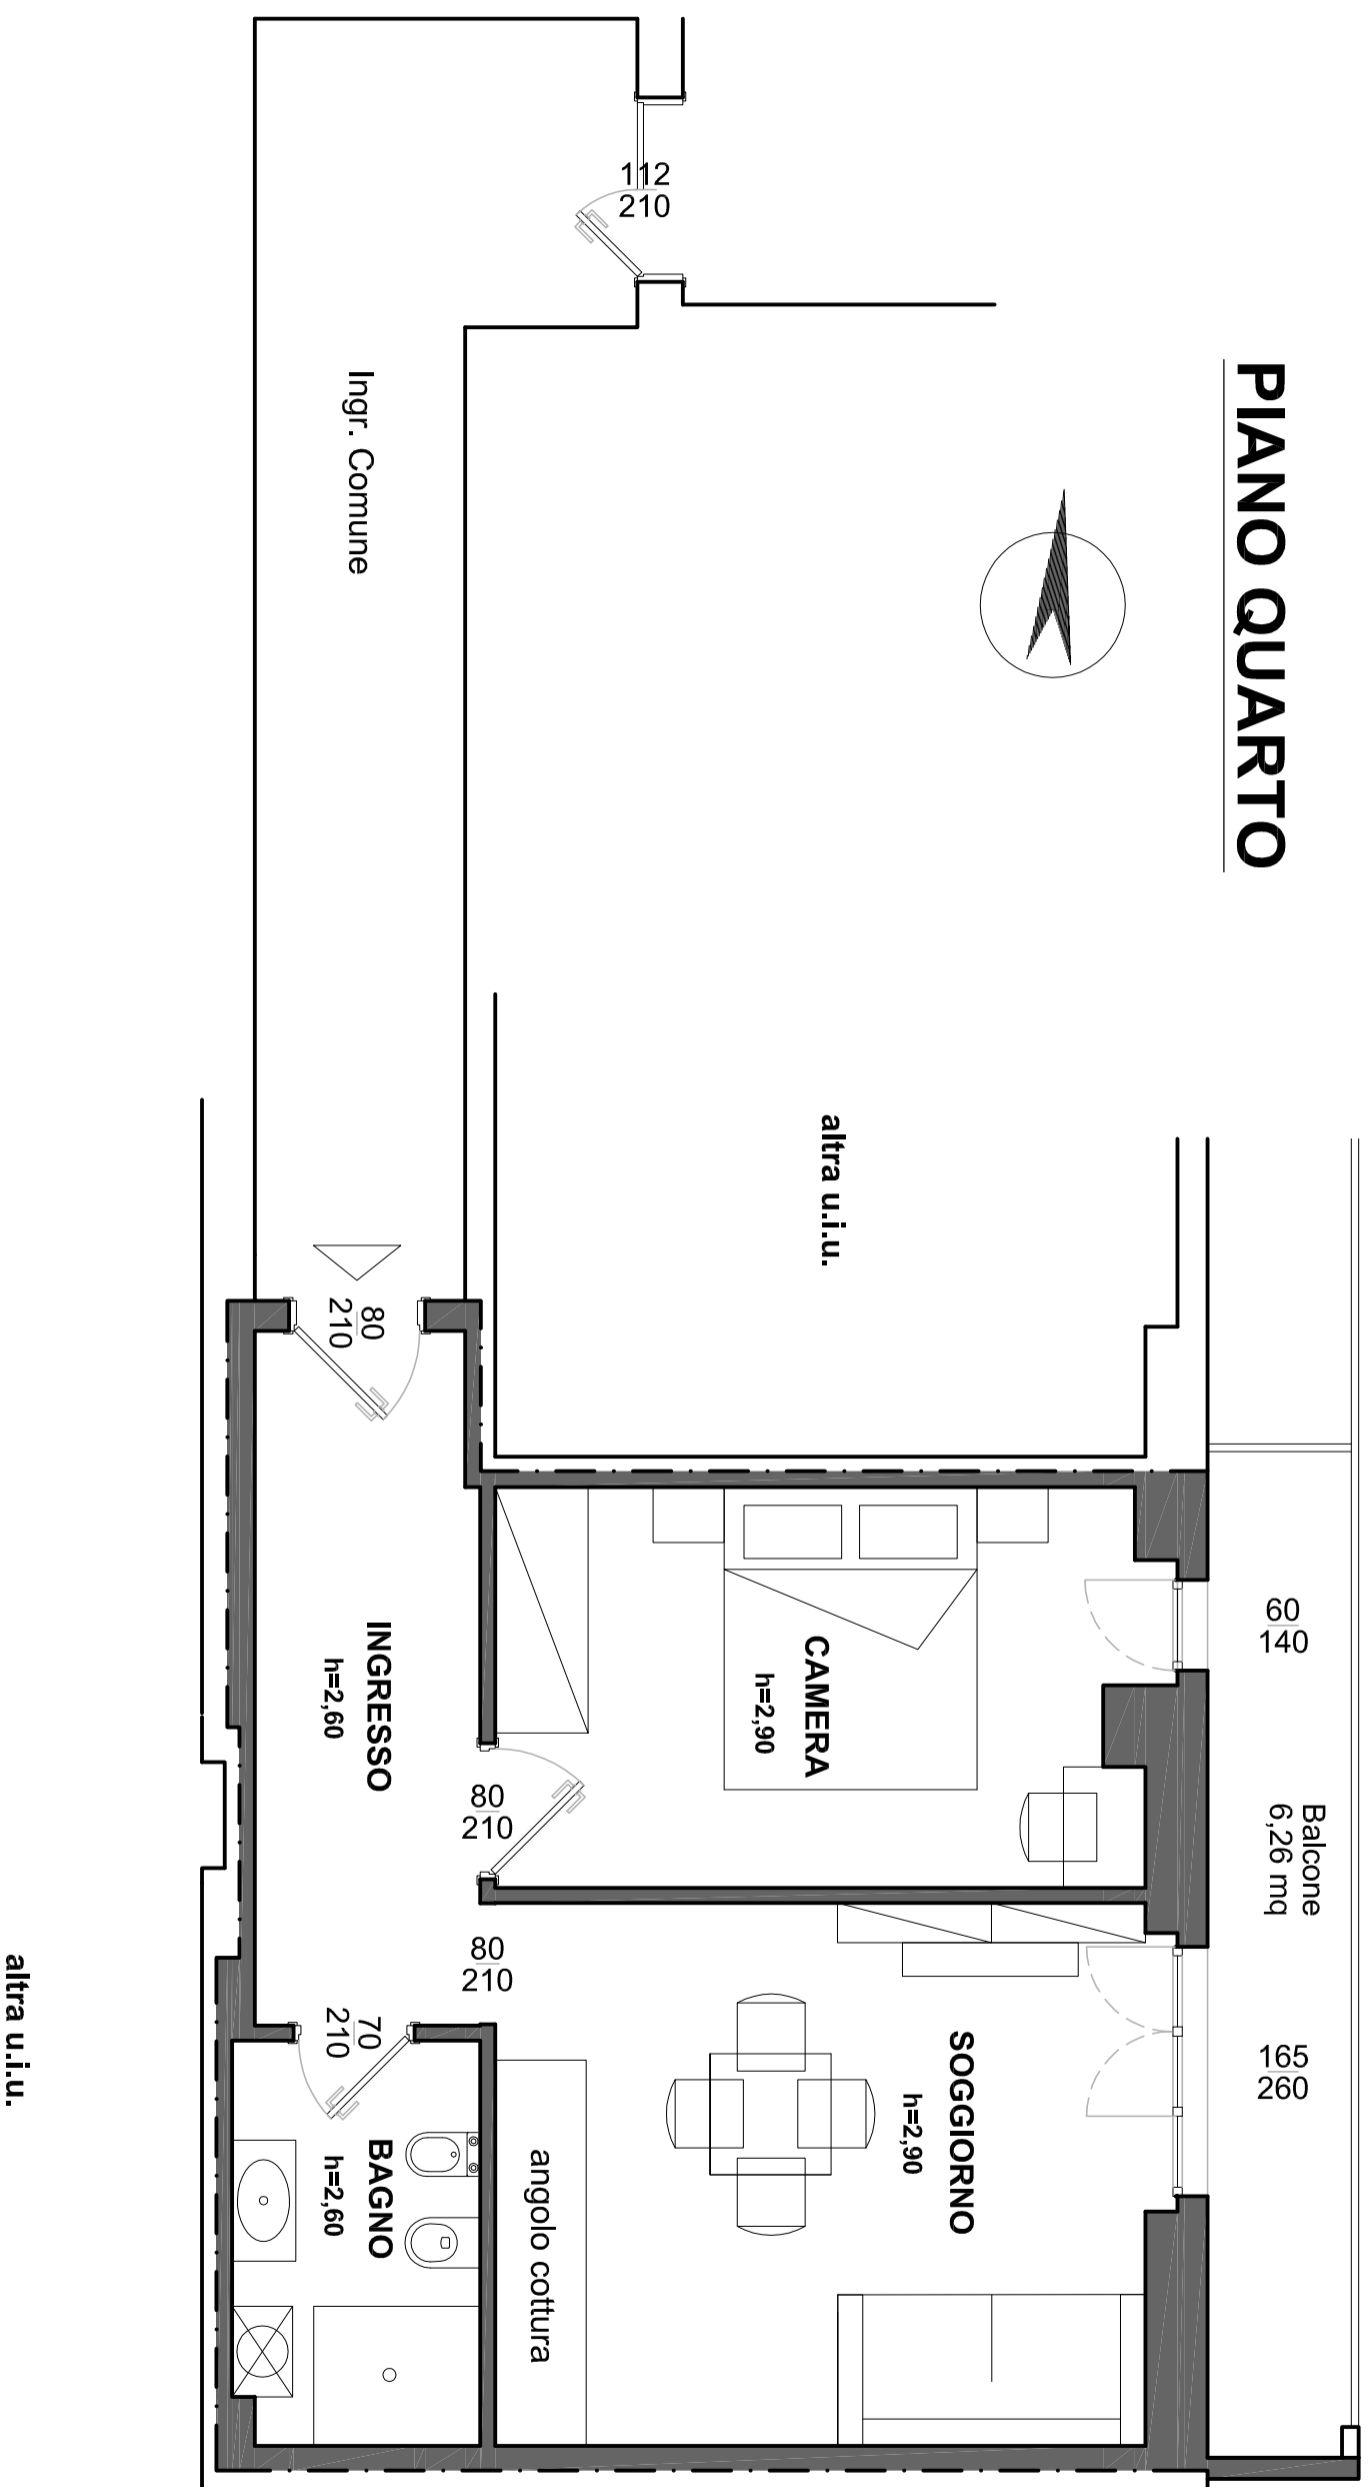 PIANO QUARTO
112
210
Ingr. Comune
altra u.i.u.
80
210
60
140
CAMERA
h=2,90
INGRESSO
h=2,60
80
210
Balcone
6,26 mq
80
210
165
260
SOGGIORNO
h=2,90
70
210
BAGNO
h=2,60
angolo cottura
altra u.i.u.